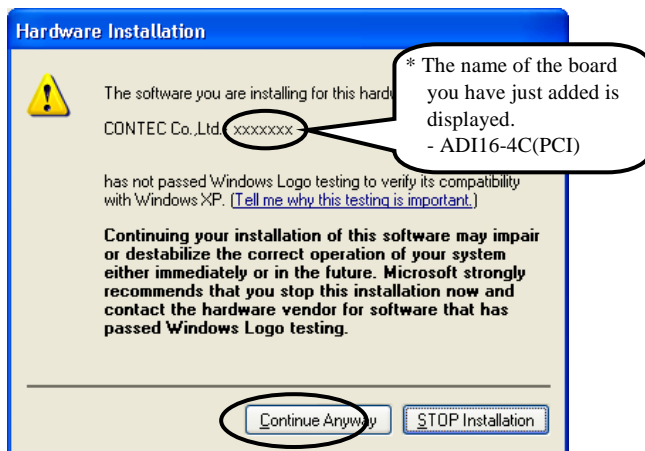 Hardware Installation
* The name of the board
you have just added is
displayed.
- ADI16-4C(PCI)
The software you are installing for this hard
CONTEC Co.,Ltd. xxxxxxx
has not passed Windows Logo testing to verify its compatibility
with Windows XP. (Tell me why this testing is important.)
Continuing your installation of this software may impair
or destabilize the correct operation of your system
either immediately or in the future. Microsoft strongly
recommends that you stop this installation now and
contact the hardware vendor for software that has
passed Windows Logo testing.
Continue Anyway
STOP Installation